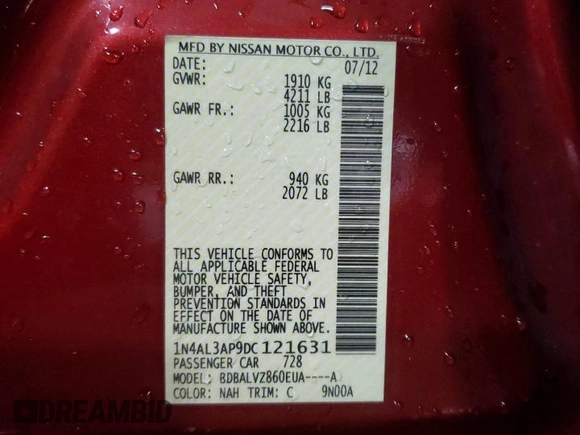 MFD BY NISSAN MOTOR CO., LTD.
DATE: 07/12
GVWR: 1910 KG
4211 LB
GAWR FR.: 1005 KG
2216 LB
GAWR RR.: 940 KG
2072 LB
THIS VEHICLE CONFORMS TO
ALL APPLICABLE FEDERAL
MOTOR VEHICLE SAFETY,
BUMPER, AND THEFT
PREVENTION STANDARDS IN
EFFECT ON THE DATE OF
MANUFACTURE SHOWN ABOVE.
1N4AL3AP9DC121631
PASSENGER CAR 728
MODEL: BDBALVZ860EUA----A
COLOR: NAH TRIM: C 9N00A
DREAMBID